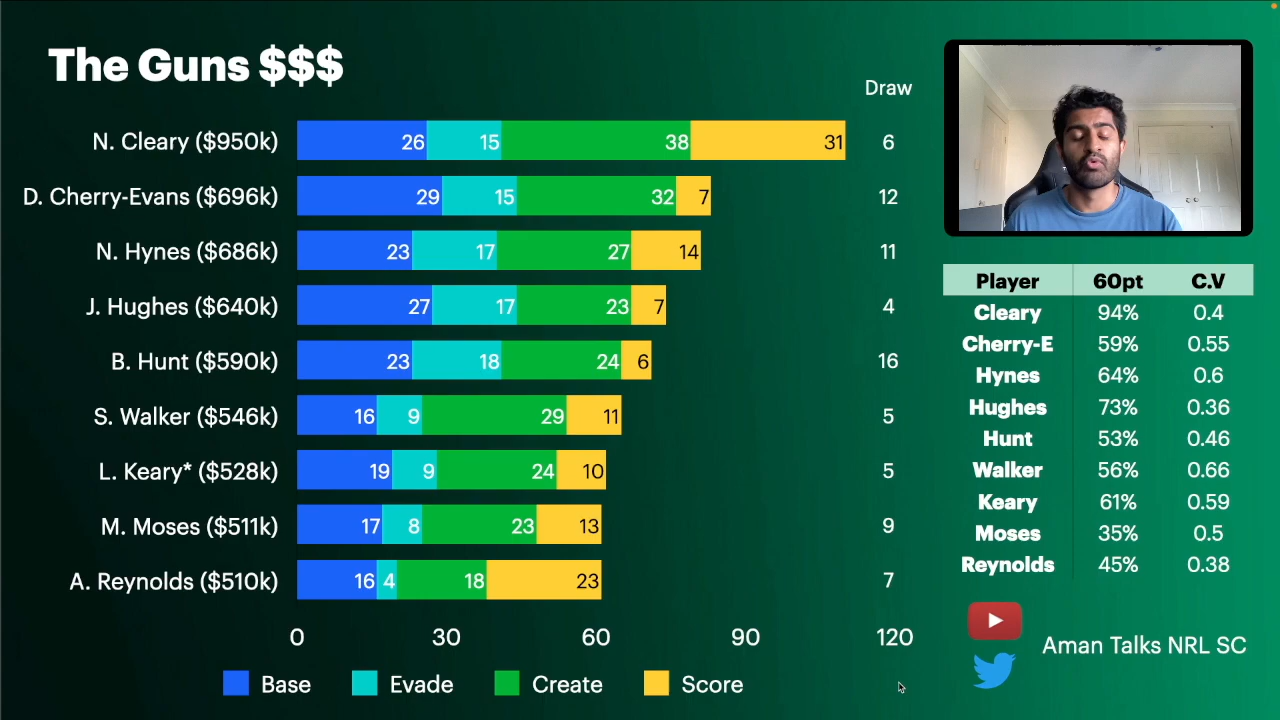 The Guns $$$
Draw
N. Cleary ($950k) 26 15 38 31 6
D. Cherry-Evans ($696k) 29 15 32 7 12
N. Hynes ($686k) 23 17 27 14 11
J. Hughes ($640k) 27 17 23 7 4
B. Hunt ($590k) 23 18 24 6 16
S. Walker ($546k) 16 9 29 11 5
L. Keary* ($528k) 19 9 24 10 5
M. Moses ($511k) 17 8 23 13 9
A. Reynolds ($510k) 16 4 18 23 7
0 30 60 90 120
Base Evade Create Score
Player 60pt C.V
Cleary 94% 0.4
Cherry-E 59% 0.55
Hynes 64% 0.6
Hughes 73% 0.36
Hunt 53% 0.46
Walker 56% 0.66
Keary 61% 0.59
Moses 35% 0.5
Reynolds 45% 0.38
Aman Talks NRL SC